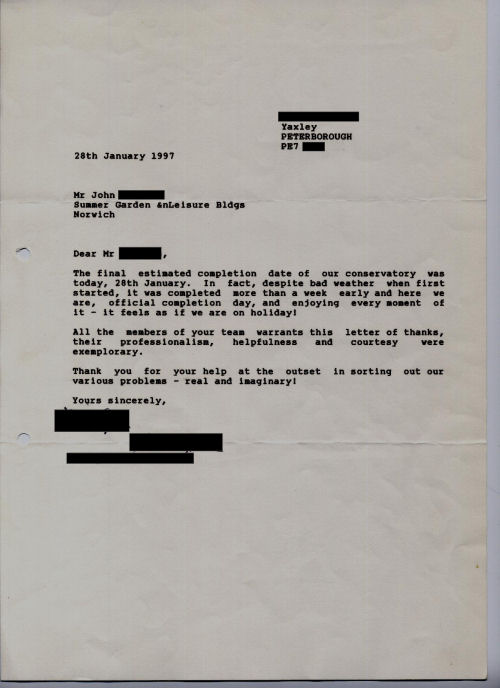 Yaxley
PETERBOROUGH
PE7
28th January 1997
Mr John
Summer Garden &nLeisure Bldgs
Norwich
Dear Mr ,
The final estimated completion date of our conservatory was
today, 28th January. In fact, despite bad weather when first
started, it was completed more than a week early and here we
are, official completion day, and enjoying every moment of
it - it feels as if we are on holiday!
All the members of your team warrants this letter of thanks,
their professionalism, helpfulness and courtesy were
exemplorary.
Thank you for your help at the outset in sorting out our
various problems - real and imaginary!
Yours sincerely,